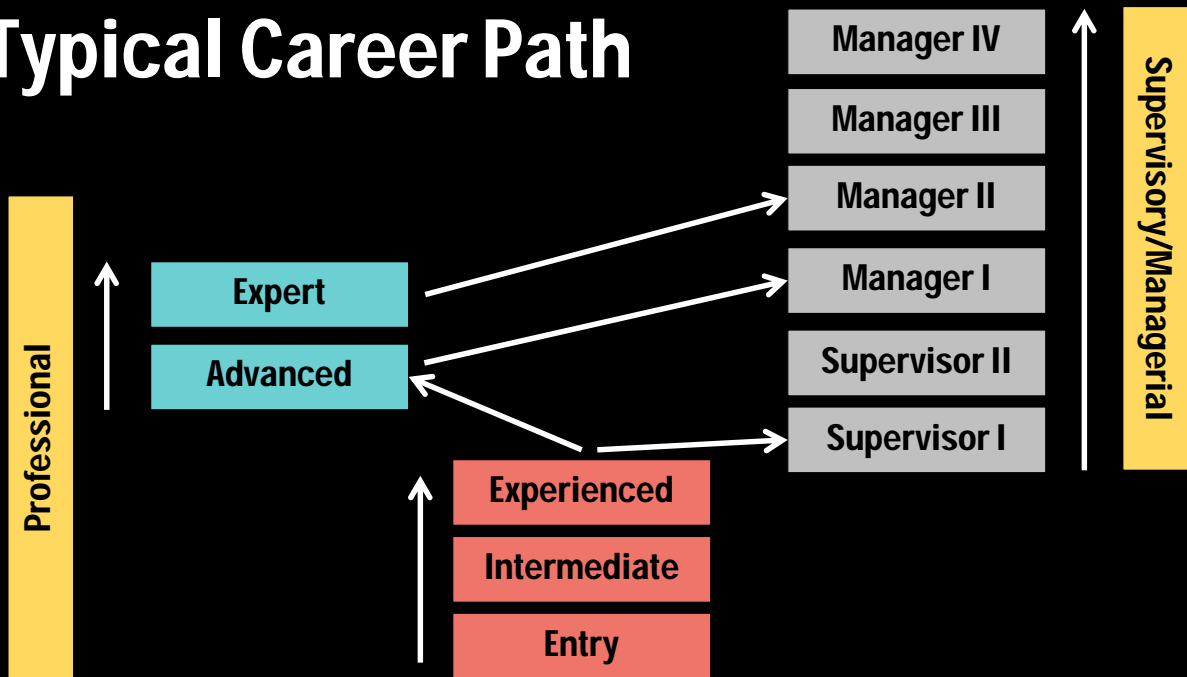 Typical Career Path
Manager IV
Manager III
Manager II
Manager I
Supervisor II
Supervisor I
Supervisory/Managerial
Professional
Expert
Advanced
Experienced
Intermediate
Entry